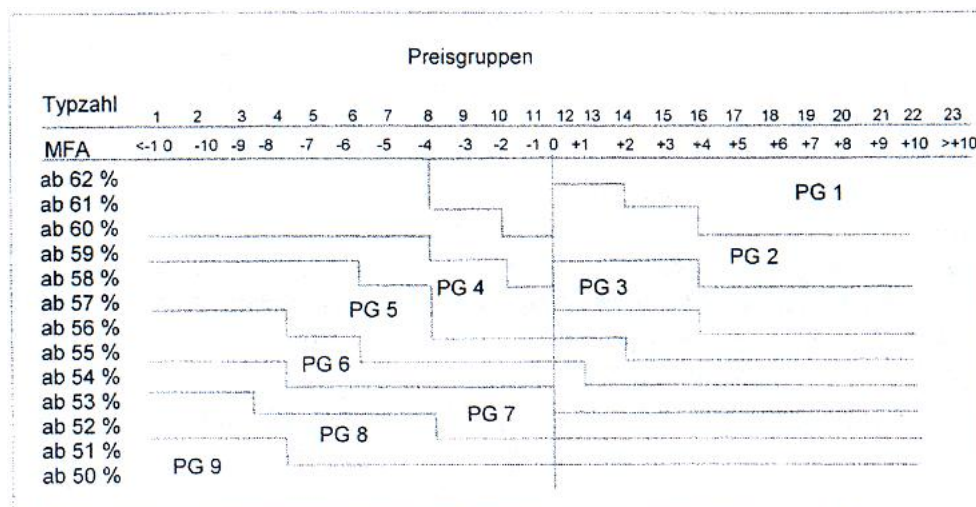 Preisgruppen
Typzahl 1 2 3 4 5 6 7 8 9 10 11 12 13 14 15 16 17 18 19 20 21 22 23
MFA <-1 0 -10 -9 -8 -7 -6 -5 -4 -3 -2 -1 0 +1 +2 +3 +4 +5 +6 +7 +8 +9 +10 >+10
ab 62 %
PG 1
ab 61 %
ab 60 %
ab 59 %
PG 2
ab 58 %
PG 4 PG 3
ab 57 %
PG 5
ab 56 %
ab 55 %
PG 6
ab 54 %
ab 53 %
PG 7
ab 52 %
PG 8
ab 51 %
PG 9
ab 50 %